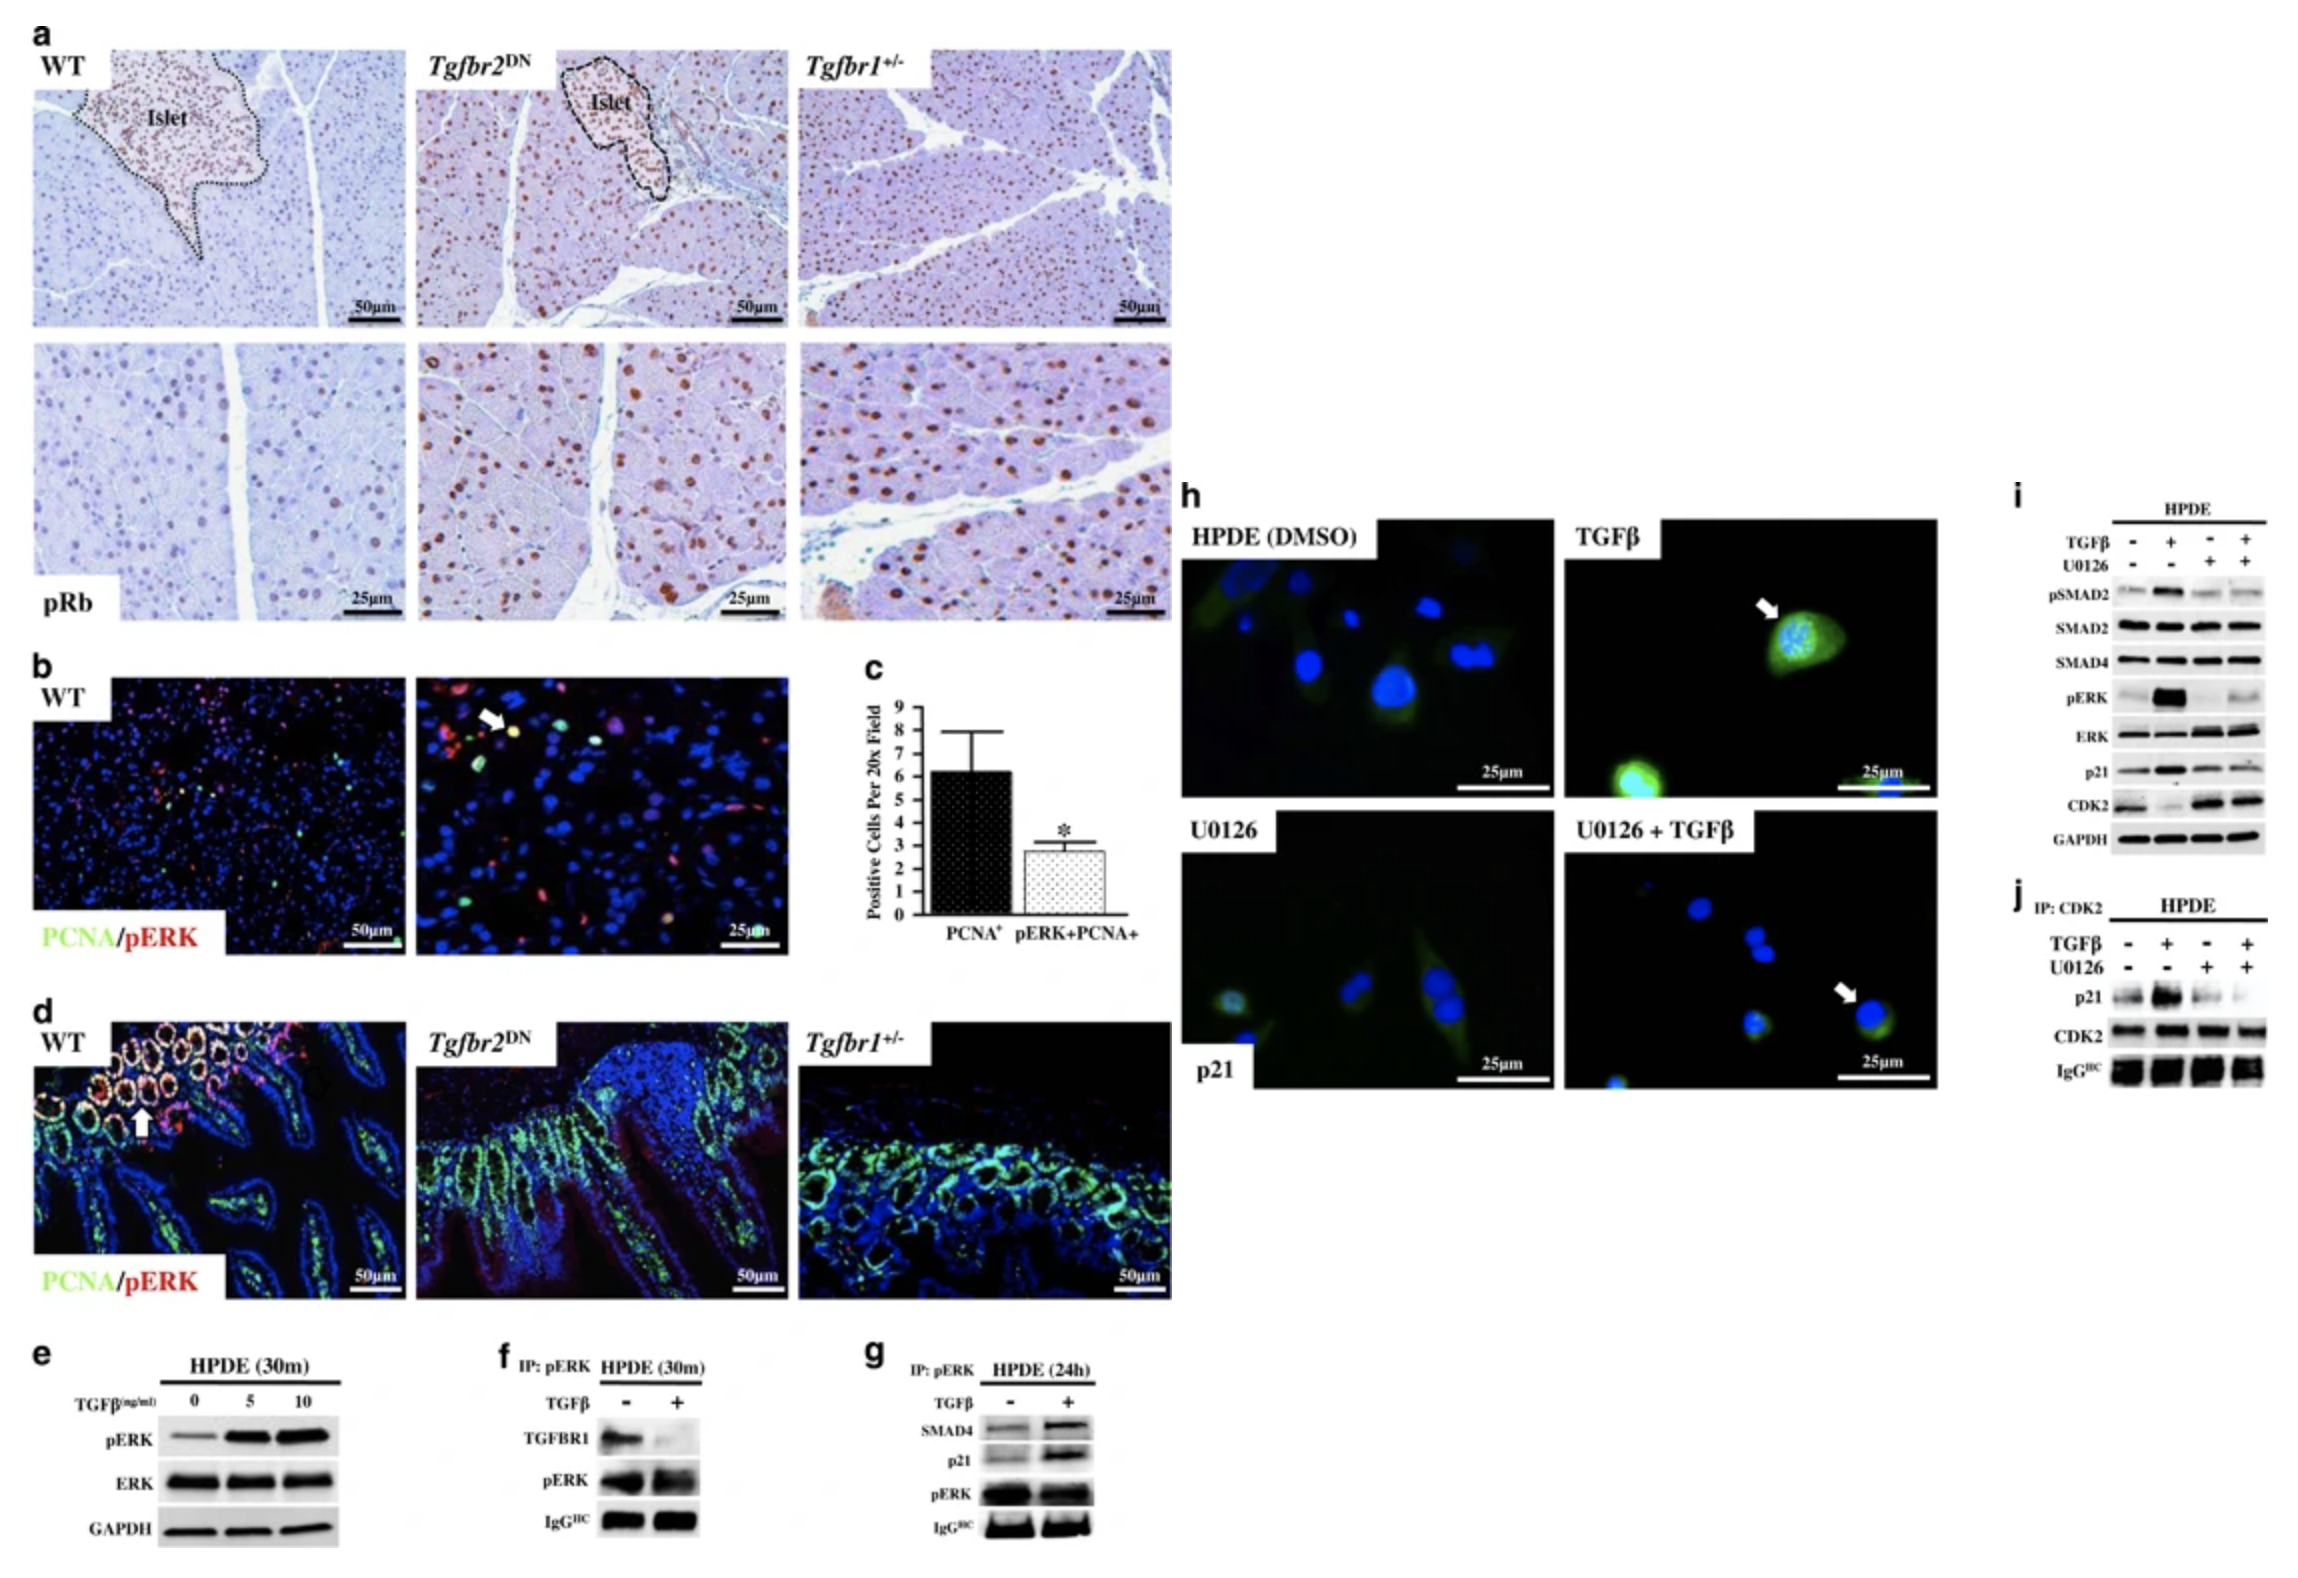 a
WT
Islet
50μm
Tgfbr2DN
Islet
50μm
Tgfbr1+/-
50μm
pRb
25μm
25μm
25μm
b
WT
PCNA/pERK
50μm
25μm
c
Positive Cells Per 20x Field
9
8
7
6
5
4
3
2
1
0
*
PCNA+ pERK+PCNA+
d
WT
PCNA/pERK
50μm
Tgfbr2DN
50μm
Tgfbr1+/-
50μm
e
HPDE (30m)
TGFβ(ng/ml) 0 5 10
pERK
ERK
GAPDH
f
IP: pERK HPDE (30m)
TGFβ - +
TGFBR1
pERK
IgGHC
g
IP: pERK HPDE (24h)
TGFβ - +
SMAD4
p21
pERK
IgGHC
h
HPDE (DMSO)
25μm
TGFβ
25μm
U0126
p21
25μm
U0126 + TGFβ
25μm
i
HPDE
TGFβ - + - +
U0126 - - + +
pSMAD2
SMAD2
SMAD4
pERK
ERK
p21
CDK2
GAPDH
j
IP: CDK2 HPDE
TGFβ - + - +
U0126 - - + +
p21
CDK2
IgGHC